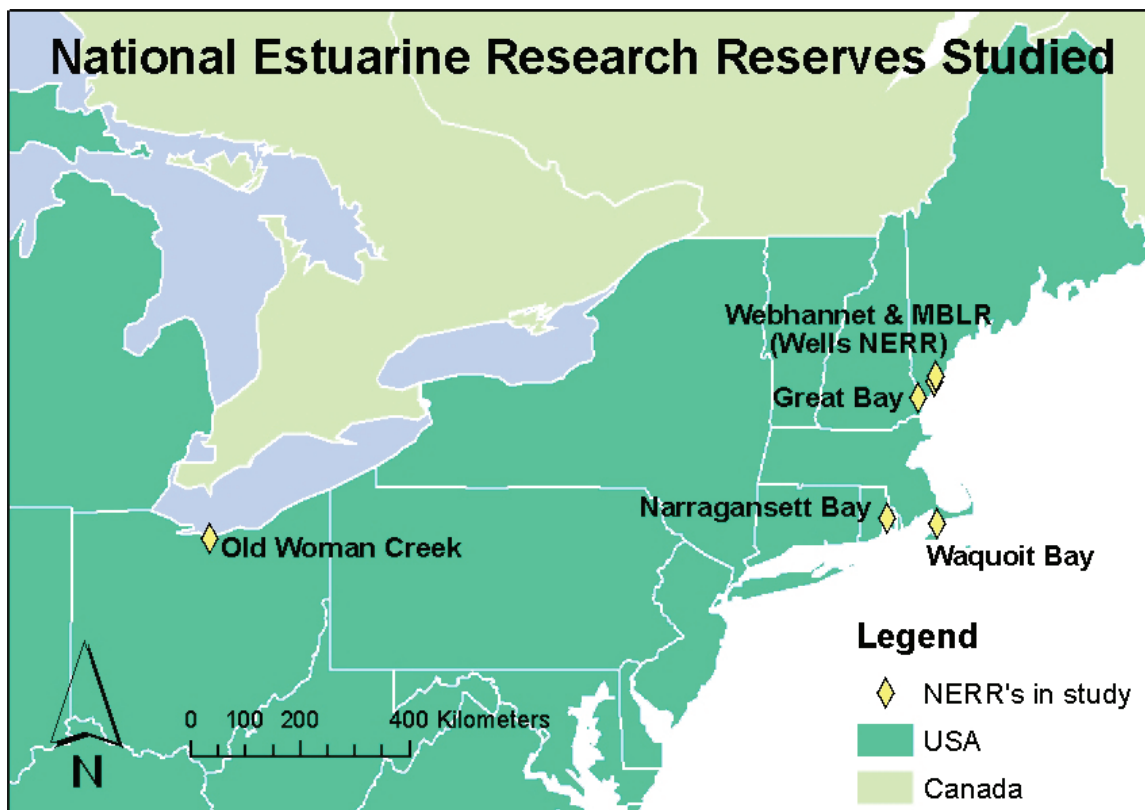 National Estuarine Research Reserves Studied
Webhannet & MBLR
(Wells NERR)
Great Bay
Narragansett Bay
Waquoit Bay
Old Woman Creek
Legend
NERR's in study
USA
Canada
0 100 200 400 Kilometers
N